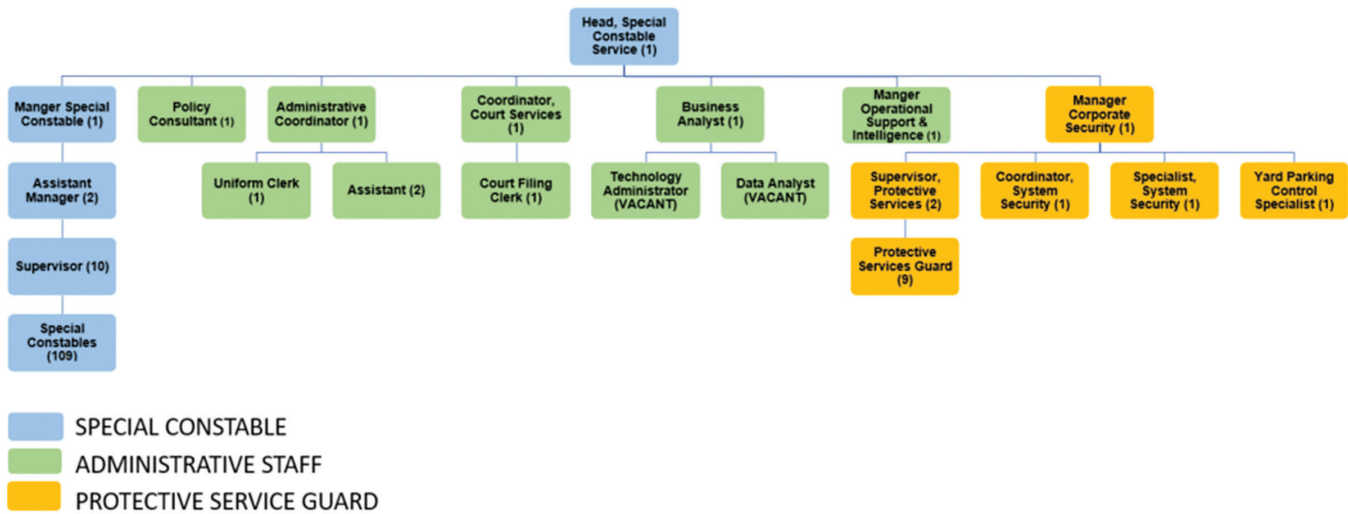 Head, Special
Constable
Service (1)
Manger Special
Constable (1)
Policy
Consultant (1)
Administrative
Coordinator (1)
Coordinator,
Court Services
(1)
Business
Analyst (1)
Manger
Operational
Support &
Intelligence (1)
Manager
Corporate
Security (1)
Assistant
Manager (2)
Uniform Clerk
(1)
Assistant (2)
Court Filing
Clerk (1)
Technology
Administrator
(VACANT)
Data Analyst
(VACANT)
Supervisor,
Protective
Services (2)
Coordinator,
System
Security (1)
Specialist,
System
Security (1)
Yard Parking
Control
Specialist (1)
Supervisor (10)
Protective
Services Guard
(9)
Special
Constables
(109)
SPECIAL CONSTABLE
ADMINISTRATIVE STAFF
PROTECTIVE SERVICE GUARD